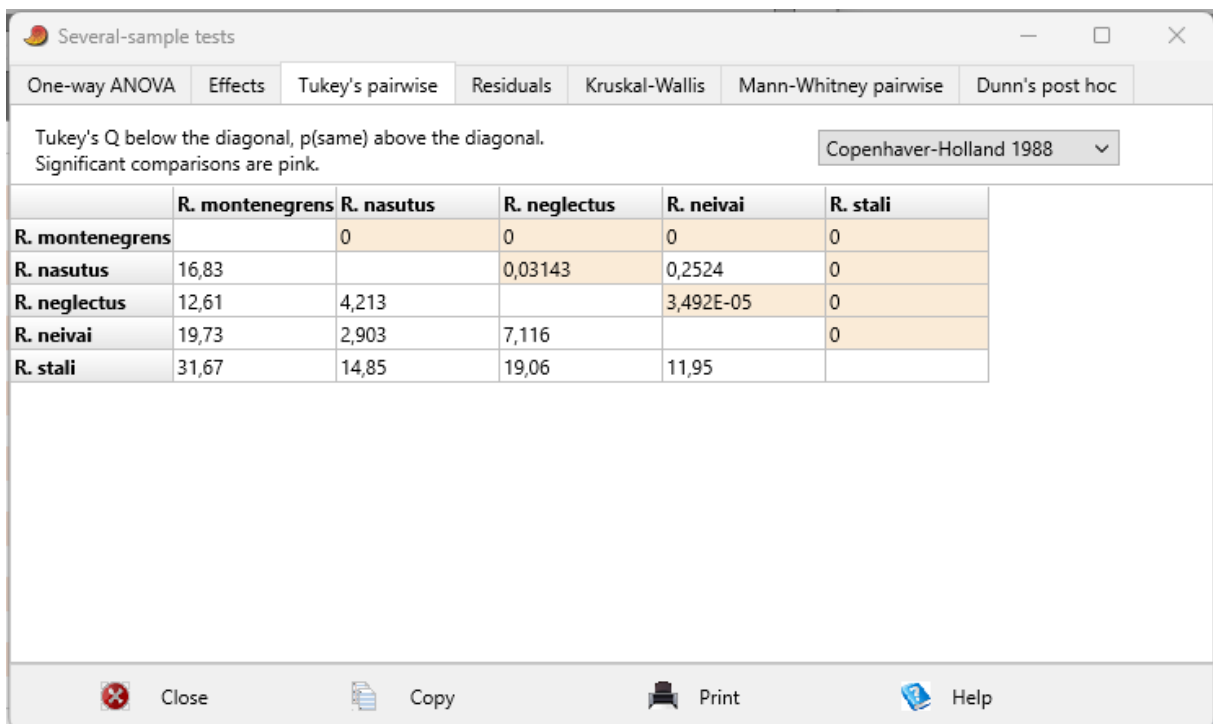 Several-sample tests
One-way ANOVA Effects Tukey's pairwise Residuals Kruskal-Wallis Mann-Whitney pairwise Dunn's post hoc
Tukey's Q below the diagonal, p(same) above the diagonal.
Significant comparisons are pink.
Copenhaver-Holland 1988
R. montenegrens R. nasutus R. neglectus R. neivai R. stali
R. montenegrens 0 0 0 0
R. nasutus 16,83 0,03143 0,2524 0
R. neglectus 12,61 4,213 3,492E-05 0
R. neivai 19,73 2,903 7,116 0
R. stali 31,67 14,85 19,06 11,95
Close Copy Print Help